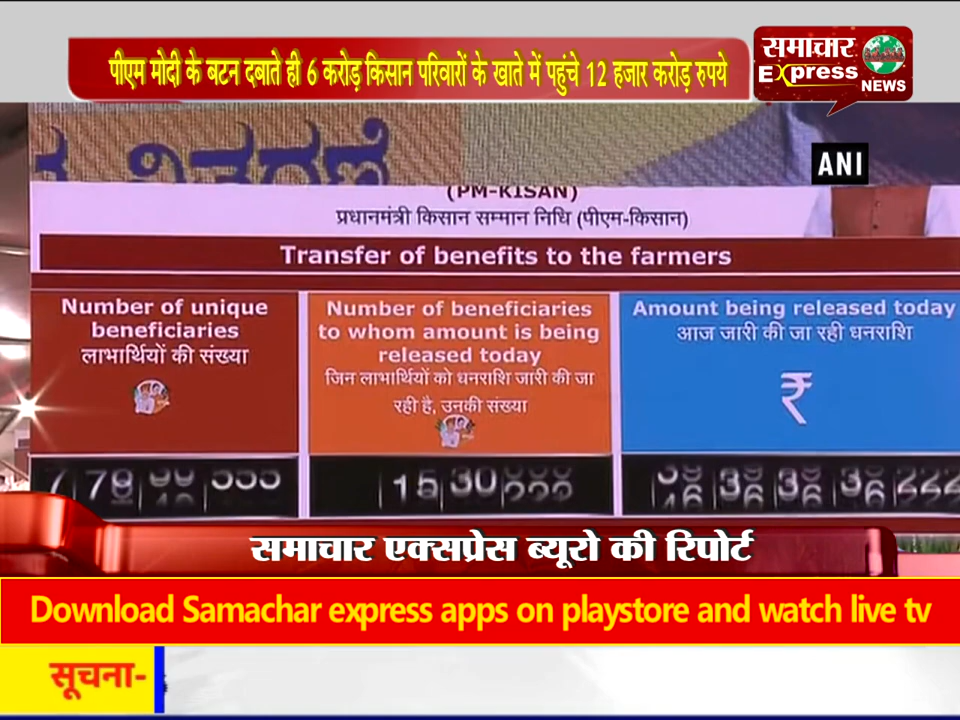 पीएम मोदी के बटन दबाते ही 6 करोड़ किसान परिवारों के खाते में पहुंचे 12 हजार करोड़ रुपये
समाचार
Express
NEWS
ANI
(PM-KISAN)
प्रधानमंत्री किसान सम्मान निधि (पीएम-किसान)
Transfer of benefits to the farmers
Number of unique
beneficiaries
लाभार्थियों की संख्या
Number of beneficiaries
to whom amount is being
released today
जिन लाभार्थियों को धनराशि जारी की जा
रही है, उनकी संख्या
Amount being released today
आज जारी की जा रही धनराशि
₹
समाचार एक्सप्रेस ब्यूरो की रिपोर्ट
Download Samachar express apps on playstore and watch live tv
सूचना-